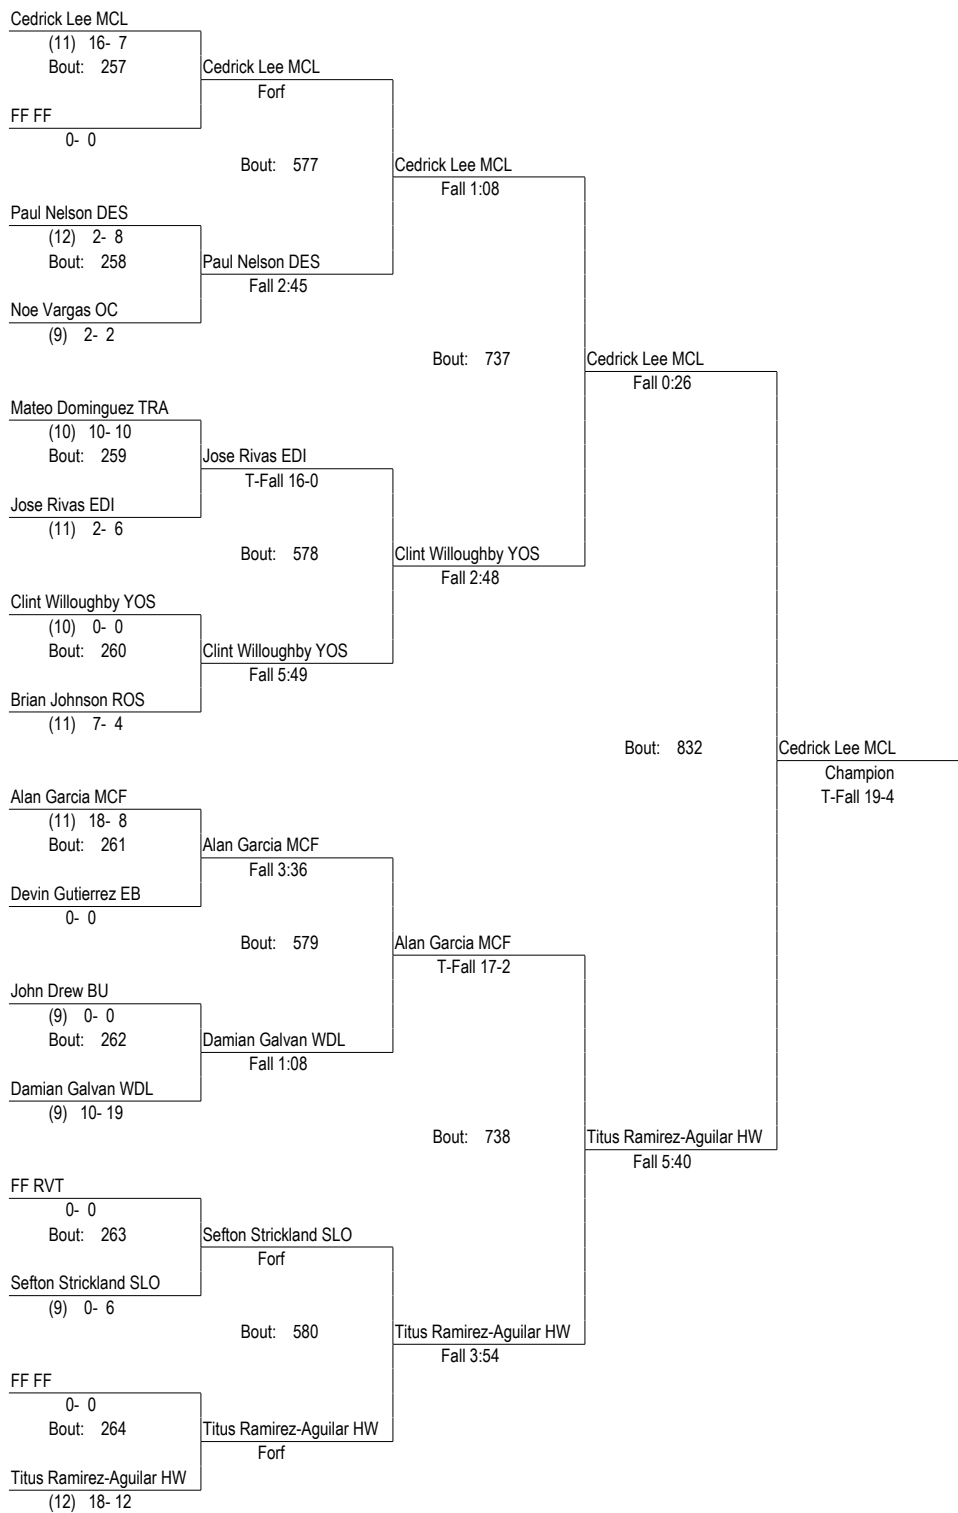 Cedrick Lee MCL
(11) 16- 7
Bout: 257
Cedrick Lee MCL
Forf
FF FF
0- 0
Bout: 577
Cedrick Lee MCL
Fall 1:08
Paul Nelson DES
(12) 2- 8
Bout: 258
Paul Nelson DES
Fall 2:45
Noe Vargas OC
(9) 2- 2
Bout: 737
Cedrick Lee MCL
Fall 0:26
Mateo Dominguez TRA
(10) 10- 10
Bout: 259
Jose Rivas EDI
T-Fall 16-0
Jose Rivas EDI
(11) 2- 6
Bout: 578
Clint Willoughby YOS
Fall 2:48
Clint Willoughby YOS
(10) 0- 0
Bout: 260
Clint Willoughby YOS
Fall 5:49
Brian Johnson ROS
(11) 7- 4
Bout: 832
Cedrick Lee MCL
Champion
T-Fall 19-4
Alan Garcia MCF
(11) 18- 8
Bout: 261
Alan Garcia MCF
Fall 3:36
Devin Gutierrez EB
0- 0
Bout: 579
Alan Garcia MCF
T-Fall 17-2
John Drew BU
(9) 0- 0
Bout: 262
Damian Galvan WDL
Fall 1:08
Damian Galvan WDL
(9) 10- 19
Bout: 738
Titus Ramirez-Aguilar HW
Fall 5:40
FF RVT
0- 0
Bout: 263
Sefton Strickland SLO
Forf
Sefton Strickland SLO
(9) 0- 6
Bout: 580
Titus Ramirez-Aguilar HW
Fall 3:54
FF FF
0- 0
Bout: 264
Titus Ramirez-Aguilar HW
Forf
Titus Ramirez-Aguilar HW
(12) 18- 12